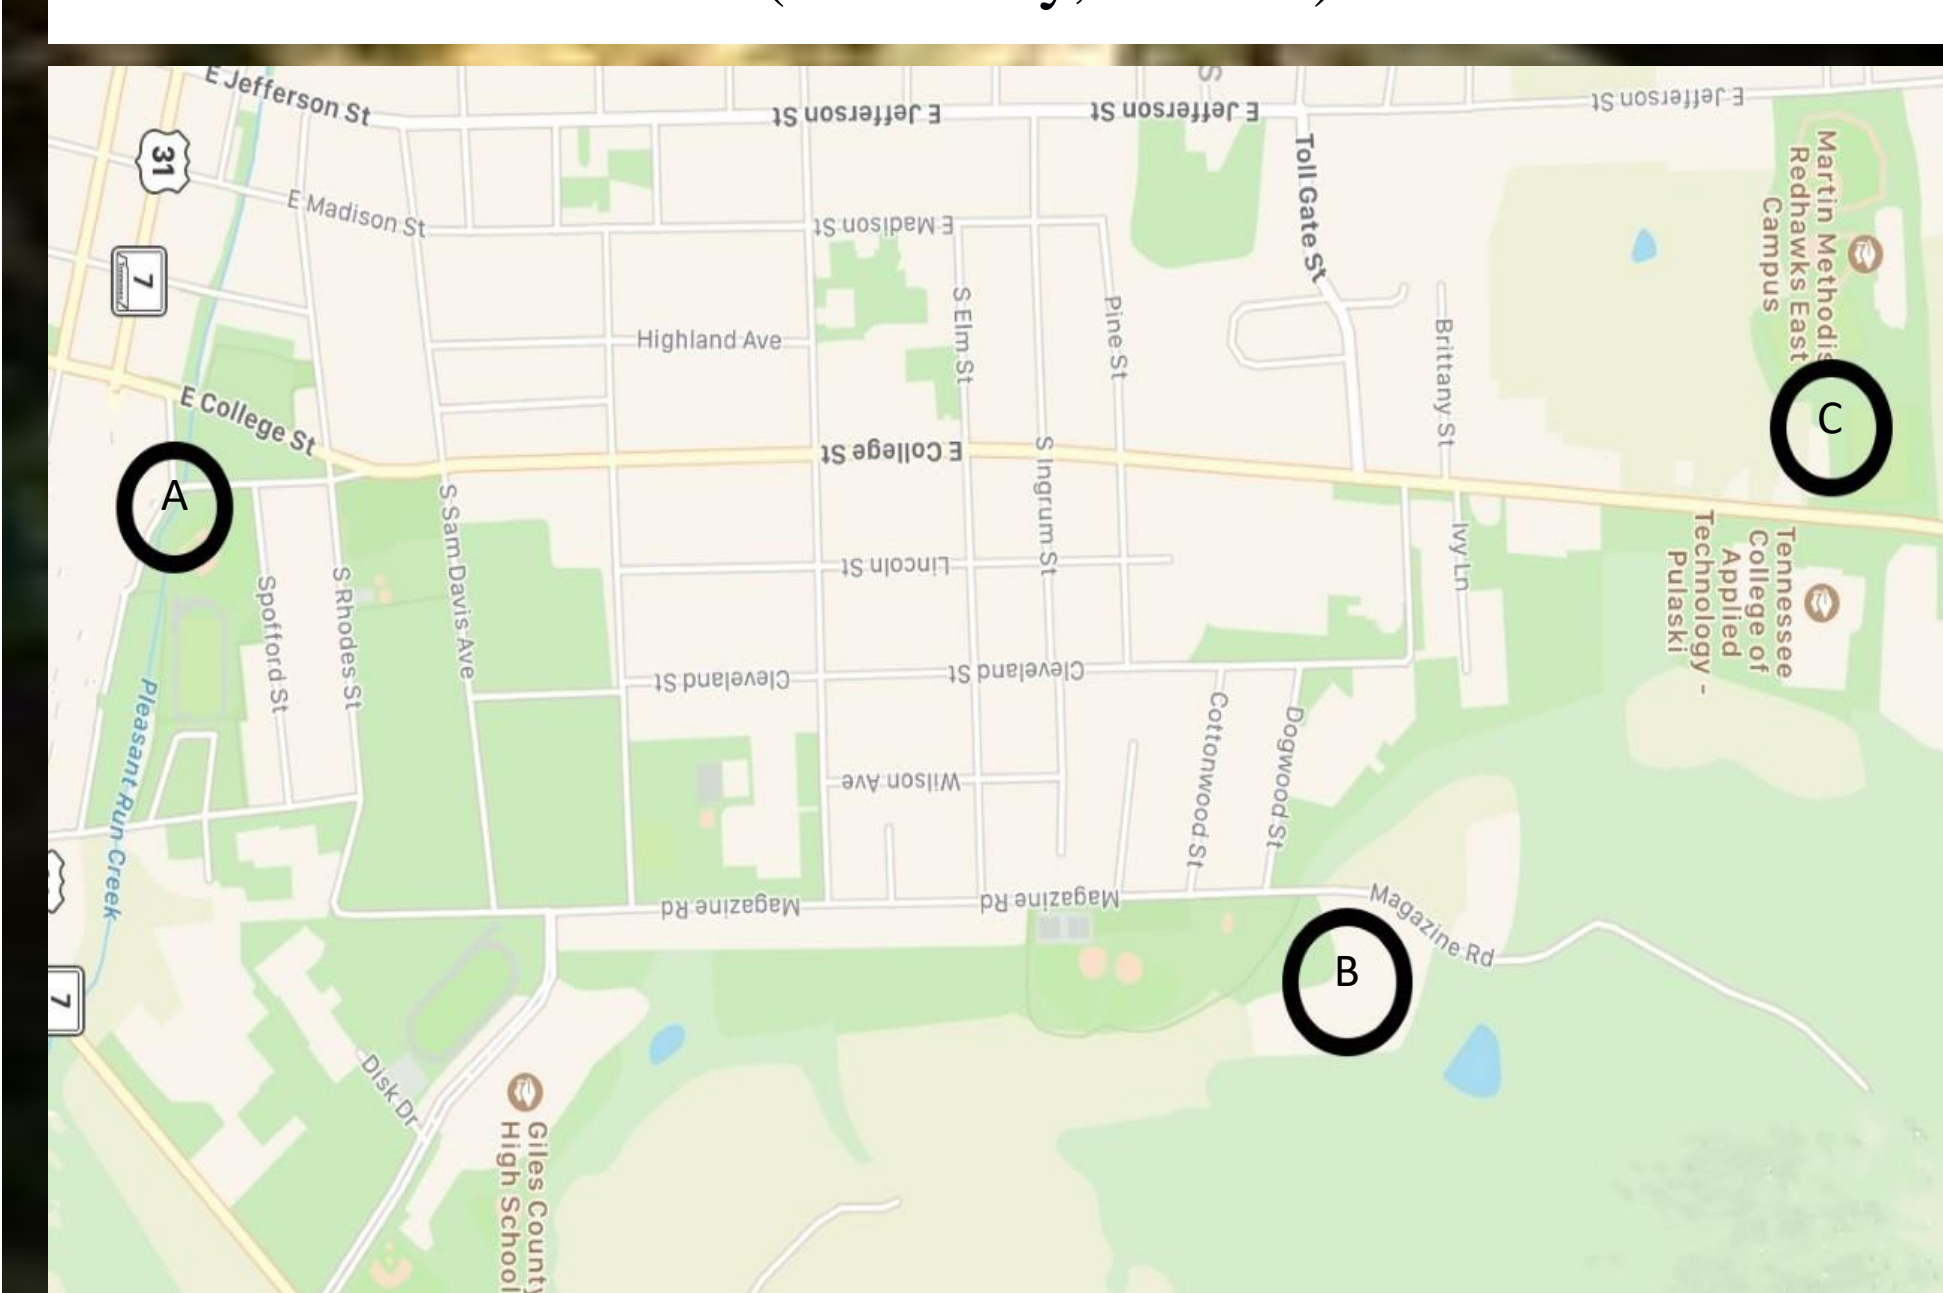 E Jefferson St
E Jefferson St
E Jefferson St
E Jefferson St
S
31
7
E Madison St
E Madison St
Toll Gate St
Martin Methodis
Redhawks East
Campus
Highland Ave
S Elm St
Pine St
Brittany St
E College St
E College St
A
C
S Sam Davis Ave
S Ingrum St
Lincoln St
Ivy Ln
Tennessee
College of
Applied
Technology -
Pulaski
Spofford St
S Rhodes St
Cleveland St
Cleveland St
Cottonwood St
Dogwood St
Pleasant Run Creek
Wilson Ave
Magazine Rd
Magazine Rd
Magazine Rd
B
7
Disk Dr
Giles County
High School